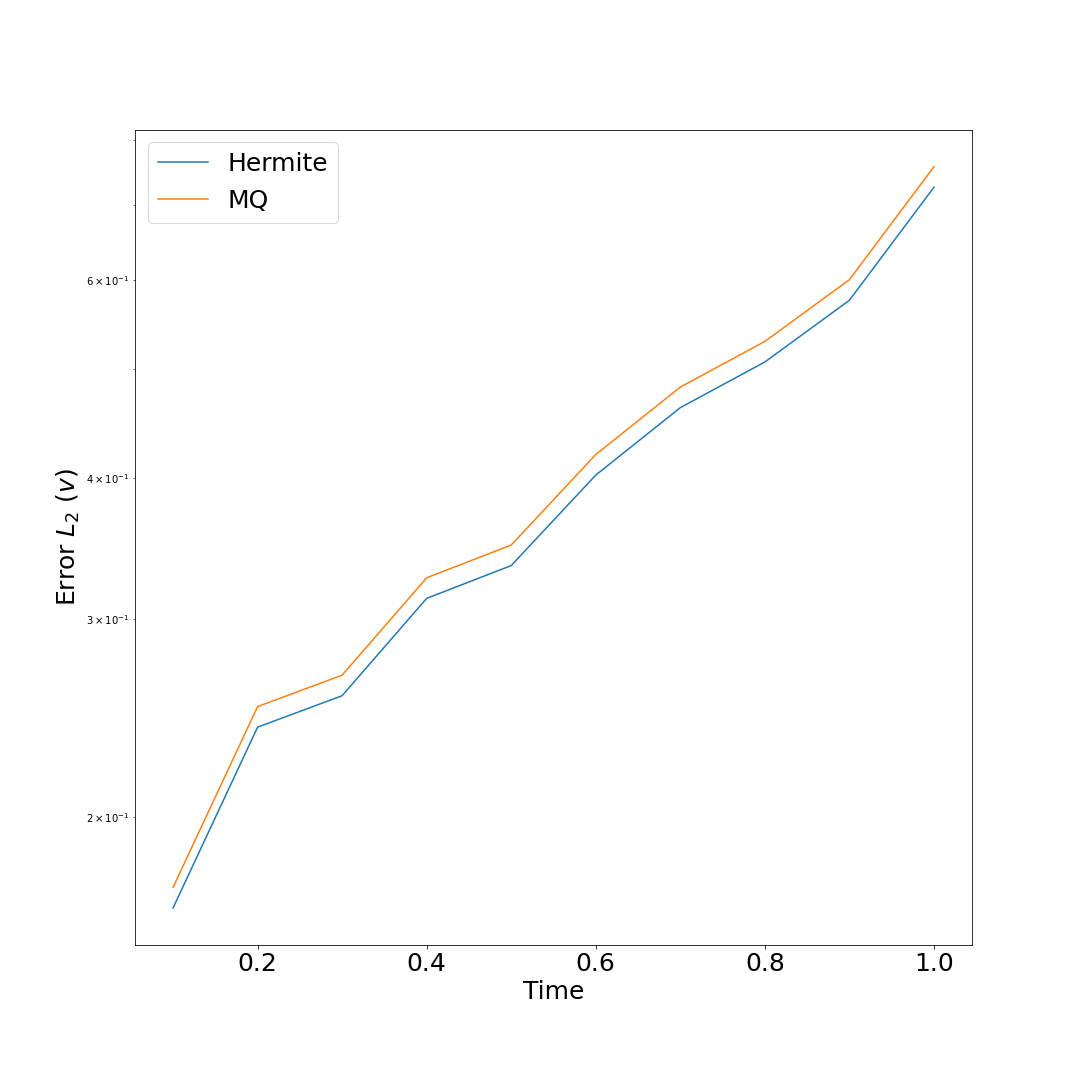 Hermite
MQ
6 × 10⁻¹
4 × 10⁻¹
3 × 10⁻¹
2 × 10⁻¹
Error L₂ (v)
0.2 0.4 0.6 0.8 1.0
Time